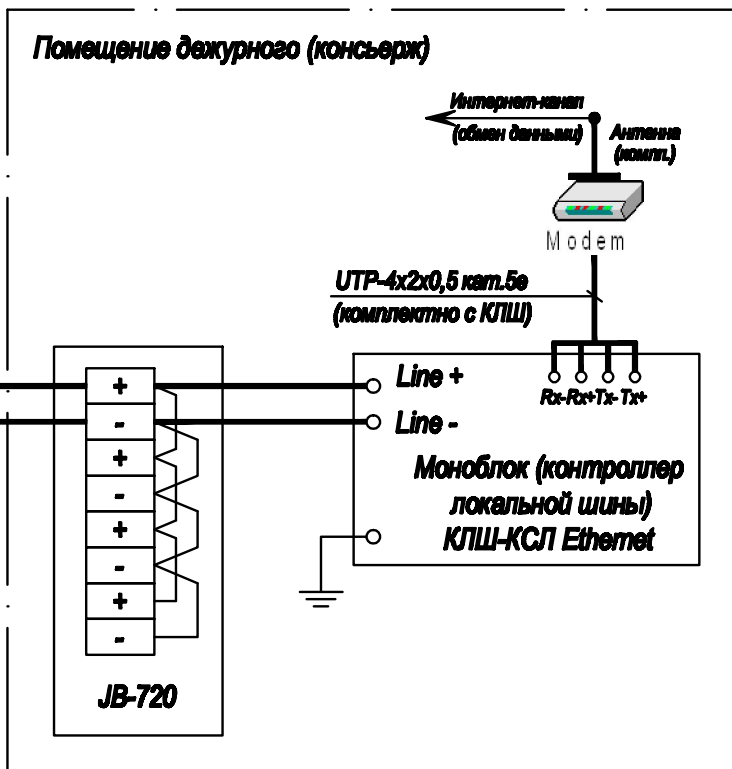 Помещение дежурного (консьерж)
Интернет-канал
(обмен данными)
Антенна
(компл.)
Modem
UTP-4x2x0,5 кат.5е
(комплектно с КЛШ)
Rx- Rx+ Tx- Tx+
Line +
Line -
Моноблок (контроллер
локальной шины)
КЛШ-КСЛ Ethernet
+
-
+
-
+
-
+
-
JB-720